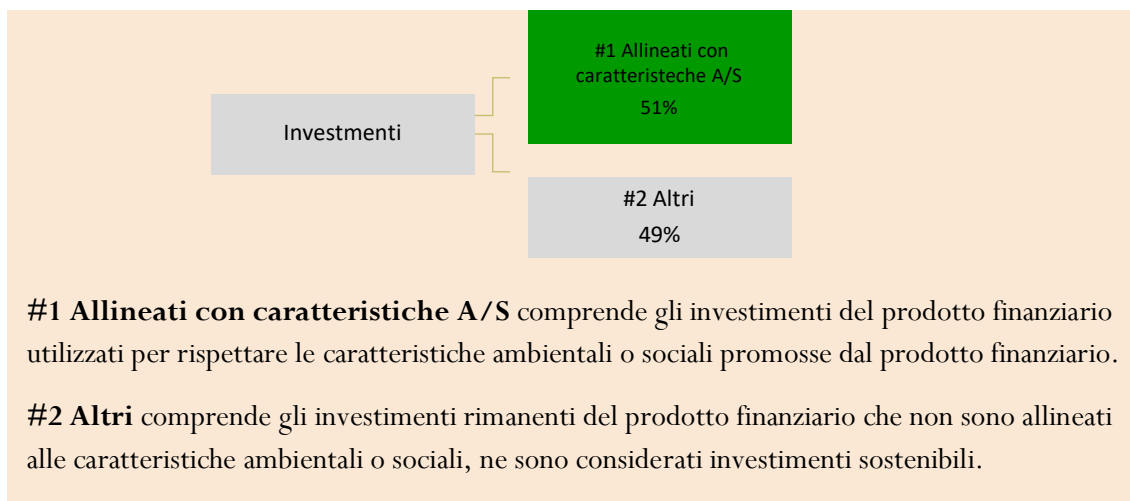 #1 Allineati con
caratteristeche A/S
51%
Investmenti
#2 Altri
49%
#1 Allineati con caratteristiche A/S comprende gli investimenti del prodotto finanziario
utilizzati per rispettare le caratteristiche ambientali o sociali promosse dal prodotto finanziario.
#2 Altri comprende gli investimenti rimanenti del prodotto finanziario che non sono allineati
alle caratteristiche ambientali o sociali, ne sono considerati investimenti sostenibili.